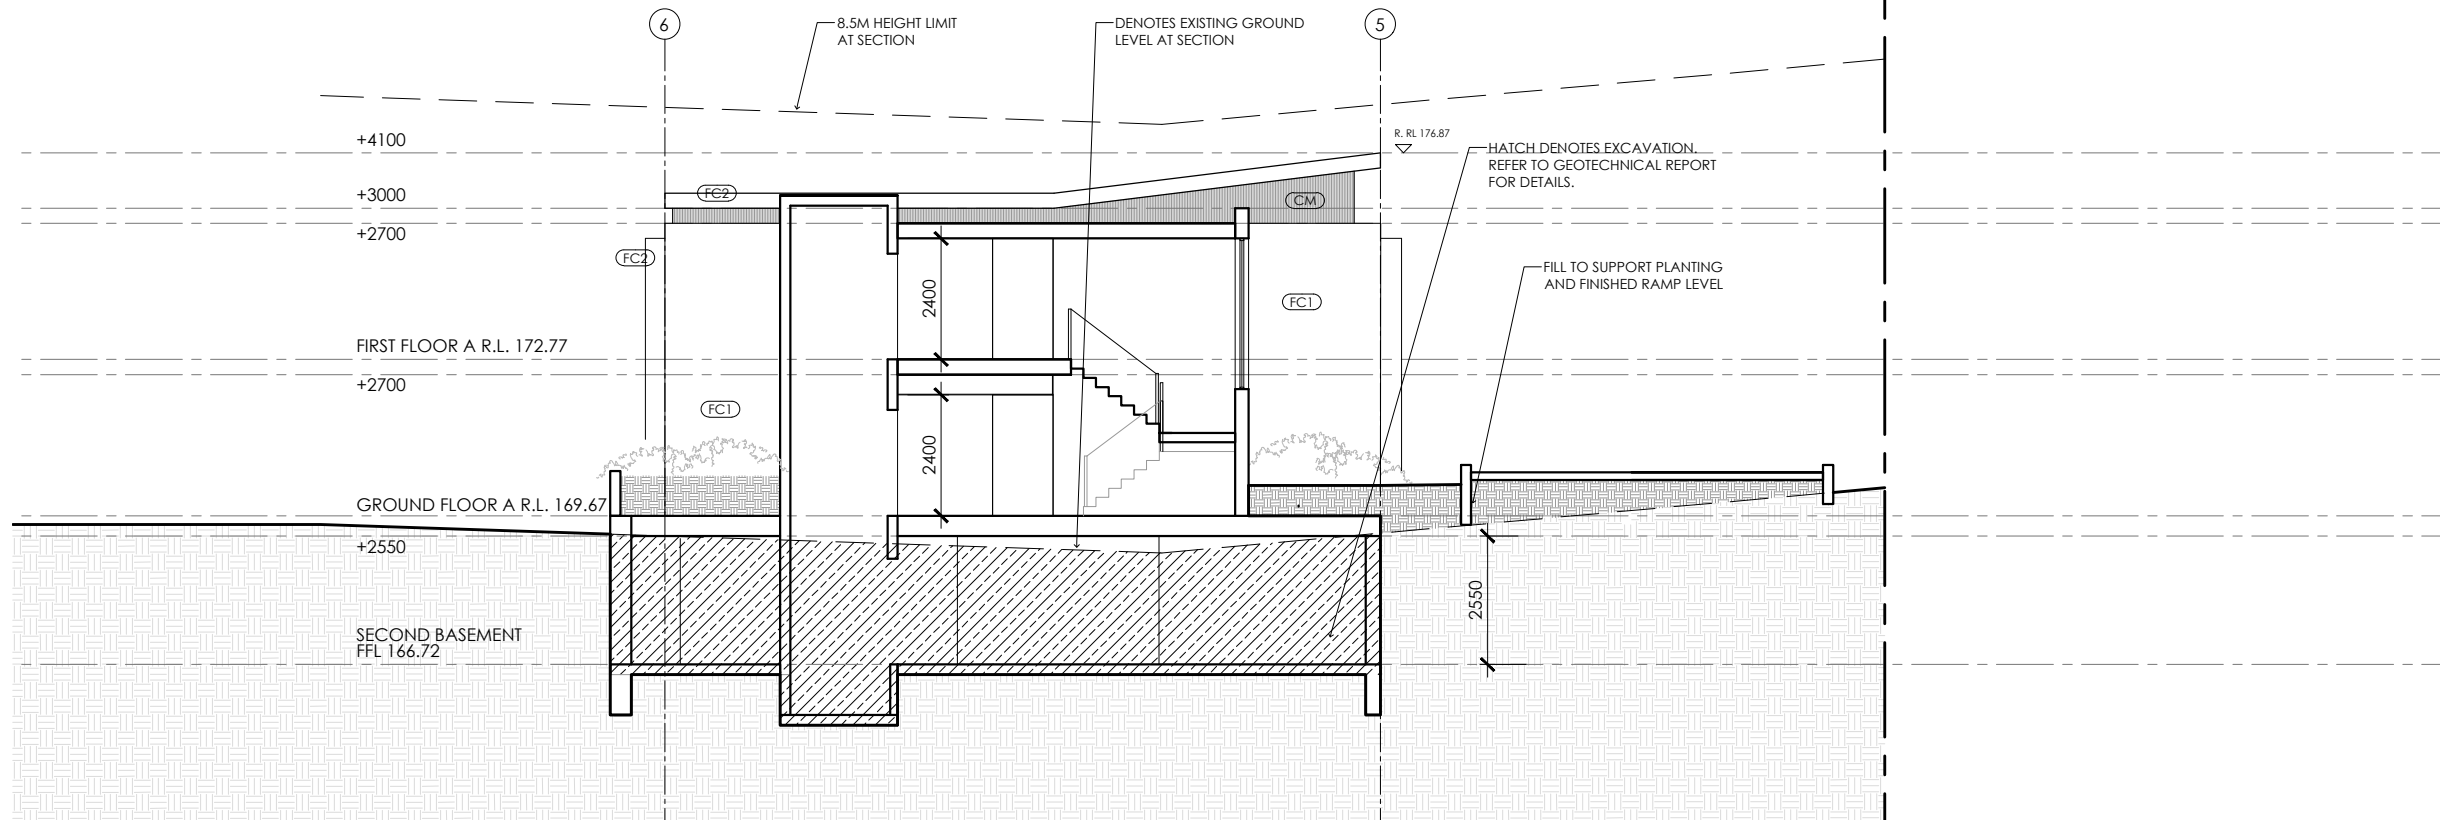 6
8.5M HEIGHT LIMIT
AT SECTION
DENOTES EXISTING GROUND
LEVEL AT SECTION
5
+4100
R. RL 176.87
HATCH DENOTES EXCAVATION.
REFER TO GEOTECHNICAL REPORT
FOR DETAILS.
+3000
FC2
CM
+2700
FC2
FILL TO SUPPORT PLANTING
AND FINISHED RAMP LEVEL
2400
FC1
FIRST FLOOR A R.L. 172.77
+2700
FC1
2400
GROUND FLOOR A R.L. 169.67
+2550
2550
SECOND BASEMENT
FFL 166.72